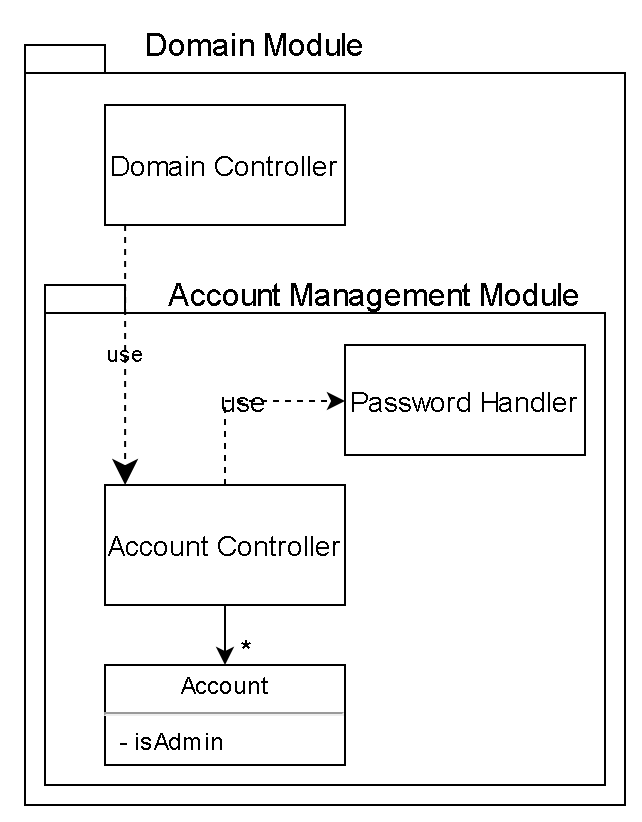 Domain Module
Domain Controller
Account Management Module
use
use
Password Handler
Account Controller
*
Account
- isAdmin